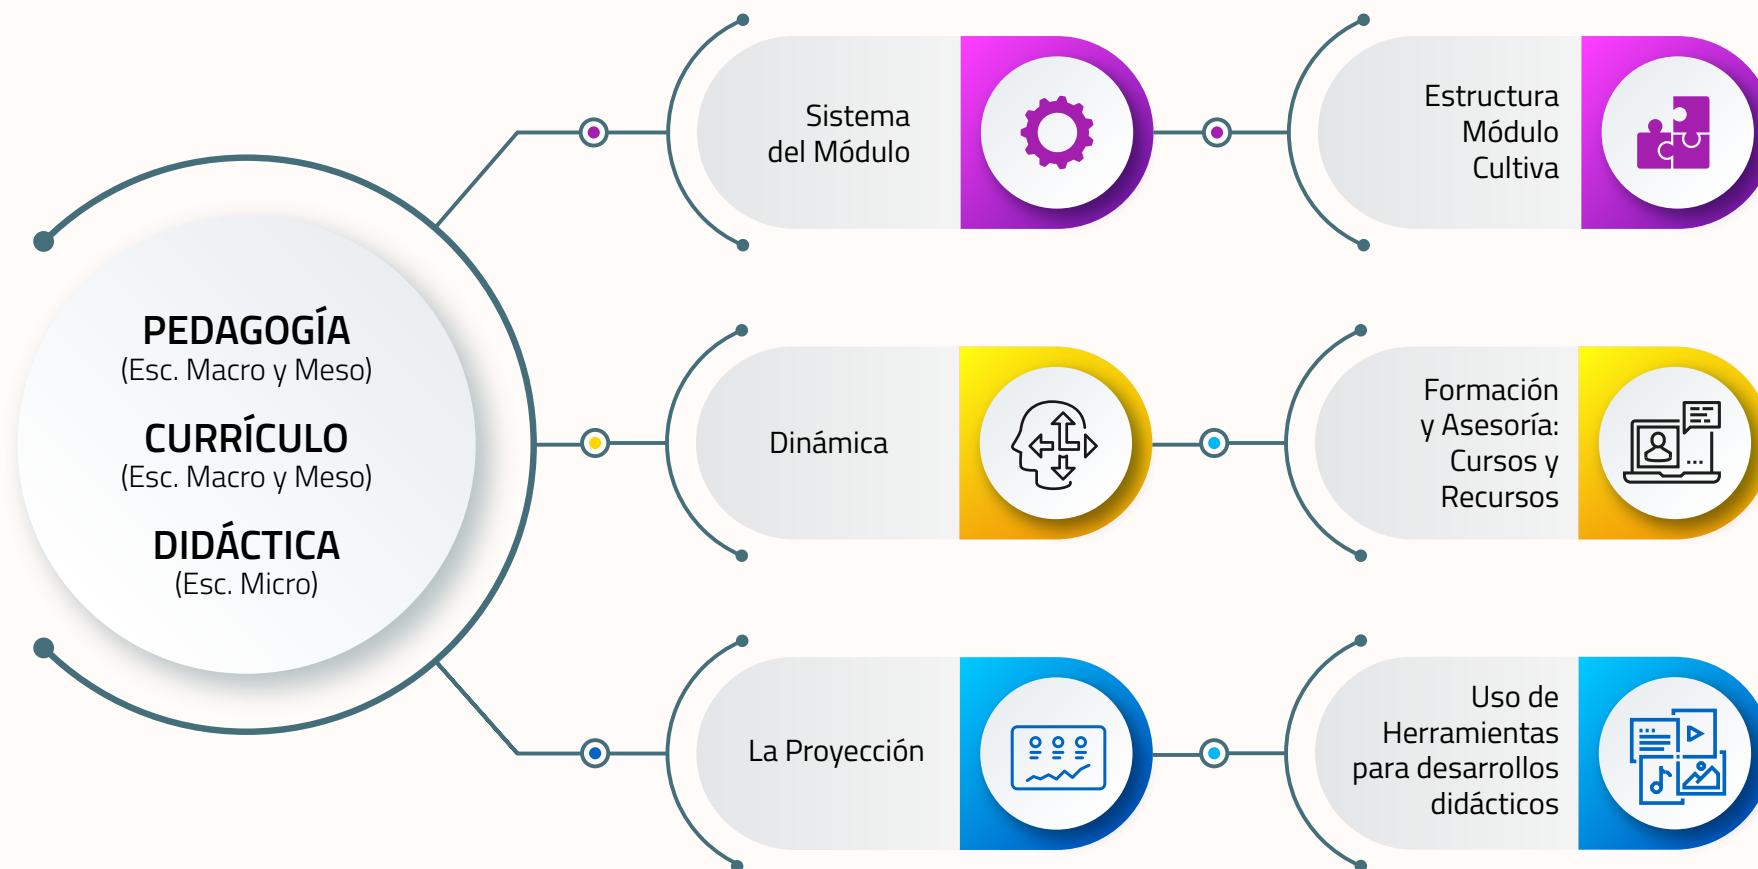 PEDAGOGÍA
(Esc. Macro y Meso)
CURRÍCULO
(Esc. Macro y Meso)
DIDÁCTICA
(Esc. Micro)
Sistema
del Módulo
Estructura
Módulo
Cultiva
Dinámica
Formación
y Asesoría:
Cursos y
Recursos
La Proyección
Uso de
Herramientas
para desarrollos
didácticos